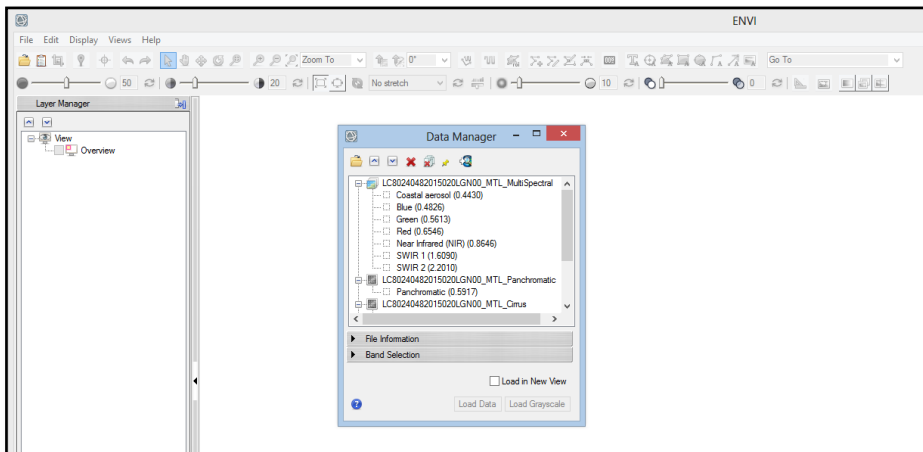 ENVI
File Edit Display Views Help
Zoom To 0° Go To
50 20 No stretch 10 0
Layer Manager
View
Overview
Data Manager
LC80240482015020LGN00_MTL_MultiSpectral
Coastal aerosol (0.4430)
Blue (0.4826)
Green (0.5613)
Red (0.6546)
Near Infrared (NIR) (0.8646)
SWIR 1 (1.6090)
SWIR 2 (2.2010)
LC80240482015020LGN00_MTL_Panchromatic
Panchromatic (0.5917)
LC80240482015020LGN00_MTL_Cirrus
File Information
Band Selection
Load in New View
Load Data Load Grayscale